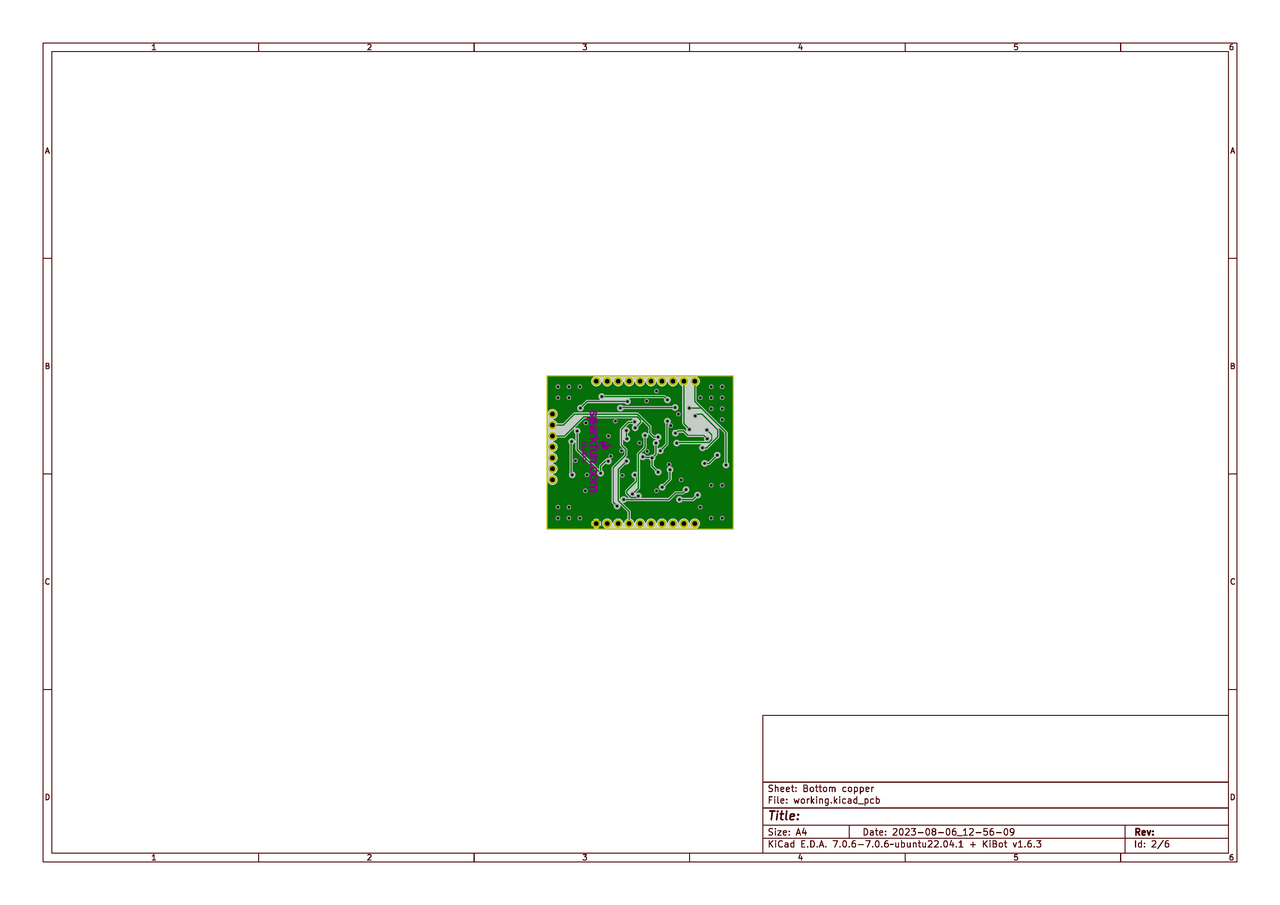 1 2 3 4 5 6
A A
B B
C C
D D
Sheet: Bottom copper
File: working.kicad_pcb
Title:
Size: A4 Date: 2023-08-06_12-56-09 Rev:
KiCad E.D.A. 7.0.6-7.0.6~ubuntu22.04.1 + KiBot v1.6.3 Id: 2/6
1 2 3 4 5 6